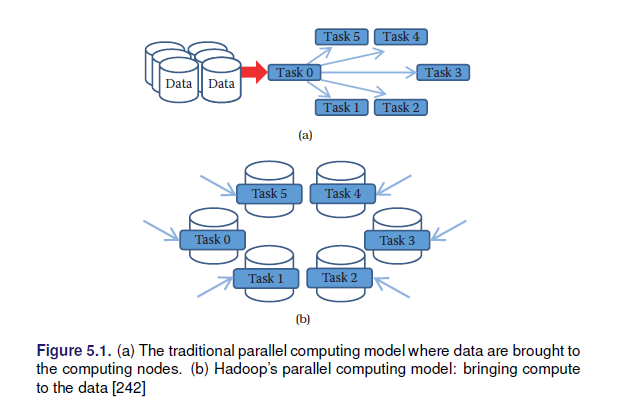 Task 5 Task 4
Data Data Task 0 Task 3
Task 1 Task 2
(a)
Task 5 Task 4
Task 0 Task 3
Task 1 Task 2
(b)
Figure 5.1. (a) The traditional parallel computing model where data are brought to
the computing nodes. (b) Hadoop's parallel computing model: bringing compute
to the data [242]